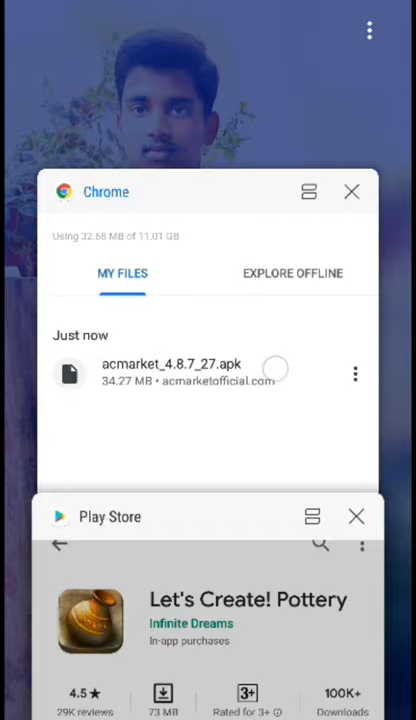 Chrome
Using 32.68 MB of 11.01 GB
MY FILES EXPLORE OFFLINE
Just now
acmarket_4.8.7_27.apk
34.27 MB • acmarketofficial.com
Play Store
Let's Create! Pottery
Infinite Dreams
In-app purchases
4.5★ 3+ 100K+
29K reviews 73 MB Rated for 3+ Downloads